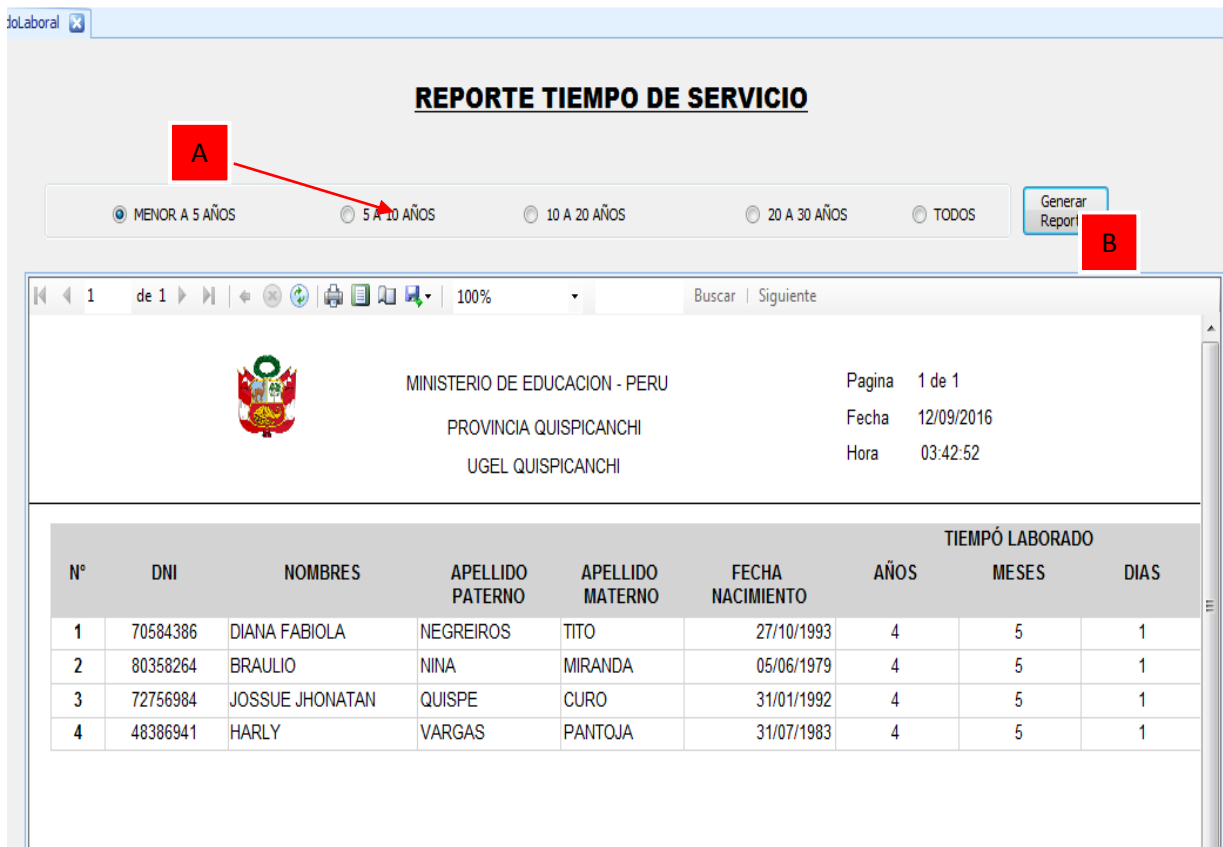 doLaboral
REPORTE TIEMPO DE SERVICIO
A
MENOR A 5 AÑOS 5 A 10 AÑOS 10 A 20 AÑOS 20 A 30 AÑOS TODOS
Generar
Report
B
1 de 1 100% Buscar | Siguiente
MINISTERIO DE EDUCACION - PERU
PROVINCIA QUISPICANCHI
UGEL QUISPICANCHI
Pagina 1 de 1
Fecha 12/09/2016
Hora 03:42:52
TIEMPÓ LABORADO
N° DNI NOMBRES APELLIDO PATERNO APELLIDO MATERNO FECHA NACIMIENTO AÑOS MESES DIAS
1 70584386 DIANA FABIOLA NEGREIROS TITO 27/10/1993 4 5 1
2 80358264 BRAULIO NINA MIRANDA 05/06/1979 4 5 1
3 72756984 JOSSUE JHONATAN QUISPE CURO 31/01/1992 4 5 1
4 48386941 HARLY VARGAS PANTOJA 31/07/1983 4 5 1